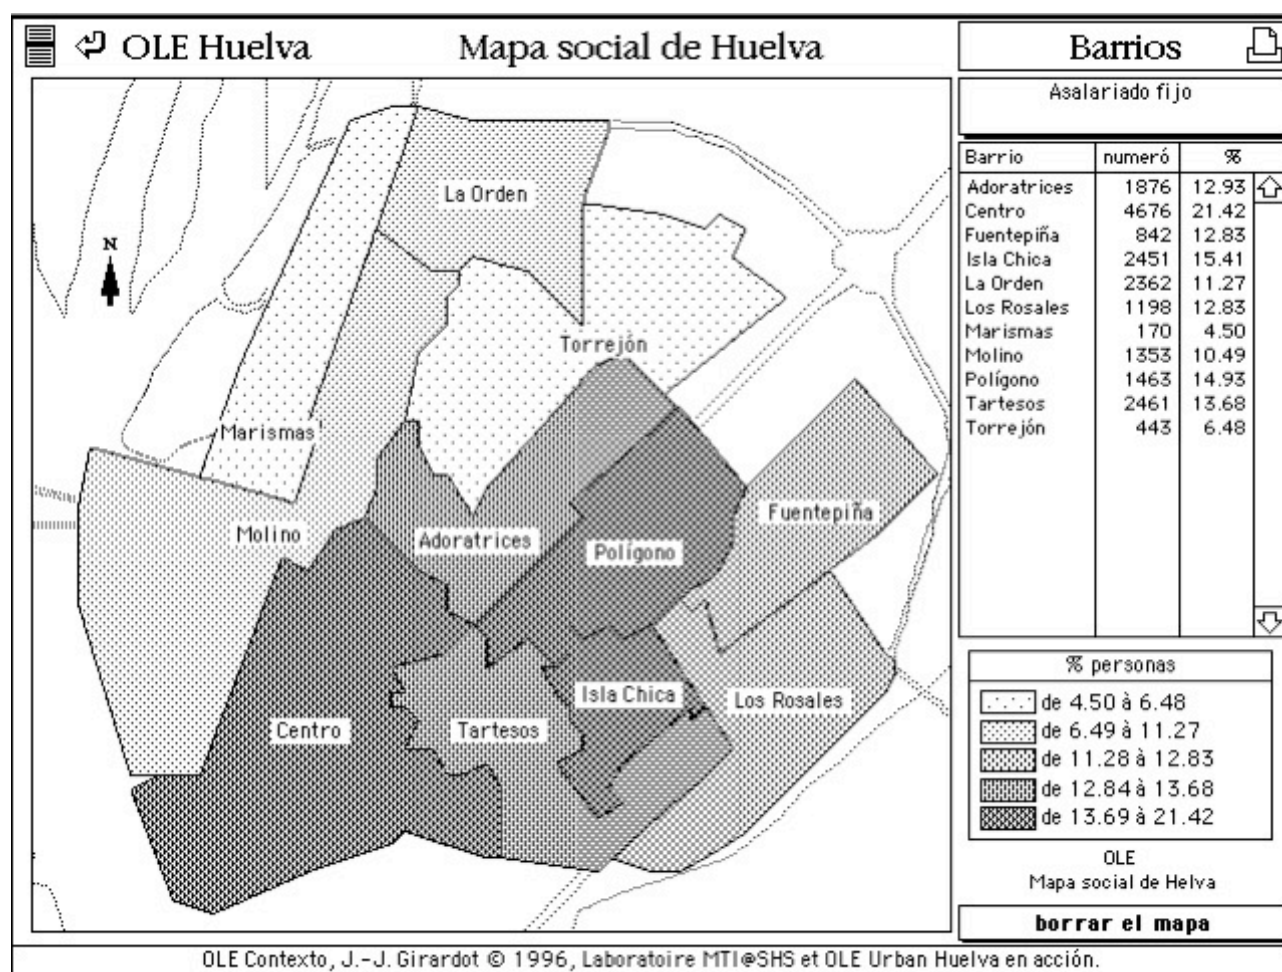 OLE Huelva
Mapa social de Huelva
Barrios
Asalariado fijo
Barrio numeró %
Adoratrices 1876 12.93
Centro 4676 21.42
Fuentepiña 842 12.83
Isla Chica 2451 15.41
La Orden 2362 11.27
Los Rosales 1198 12.83
Marismas 170 4.50
Molino 1353 10.49
Polígono 1463 14.93
Tartesos 2461 13.68
Torrejón 443 6.48
La Orden
N
Torrejón
Marismas
Molino
Adoratrices
Polígono
Fuentepiña
Isla Chica
Los Rosales
Centro
Tartesos
% personas
de 4.50 à 6.48
de 6.49 à 11.27
de 11.28 à 12.83
de 12.84 à 13.68
de 13.69 à 21.42
OLE
Mapa social de Helva
borrar el mapa
OLE Contexto, J.-J. Girardot © 1996, Laboratoire MTI@SHS et OLE Urban Huelva en acción.